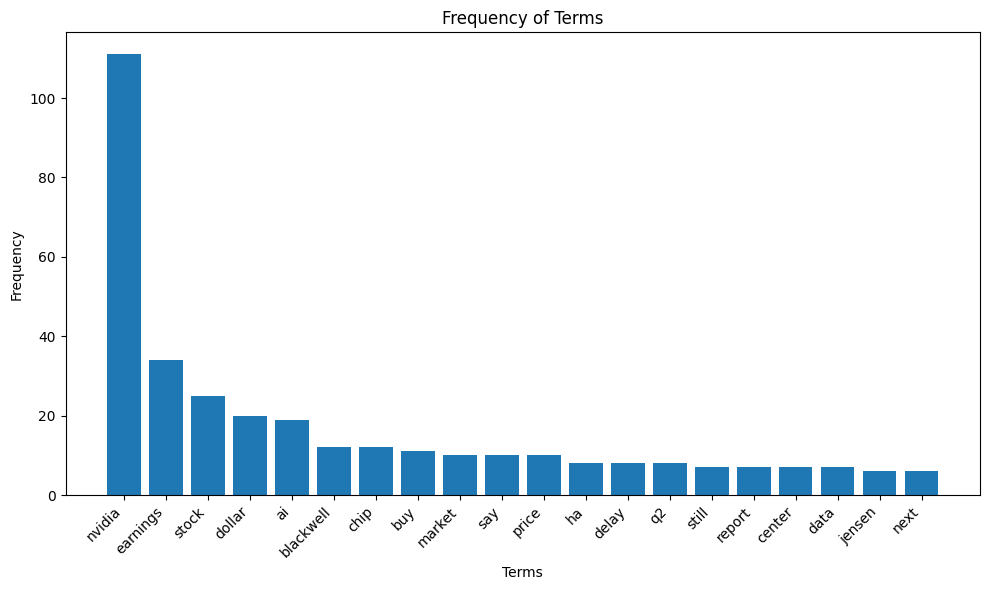 Frequency of Terms
Frequency
100
80
60
40
20
0
nvidia
earnings
stock
dollar
ai
blackwell
chip
buy
market
say
price
ha
delay
q2
still
report
center
data
jensen
next
Terms